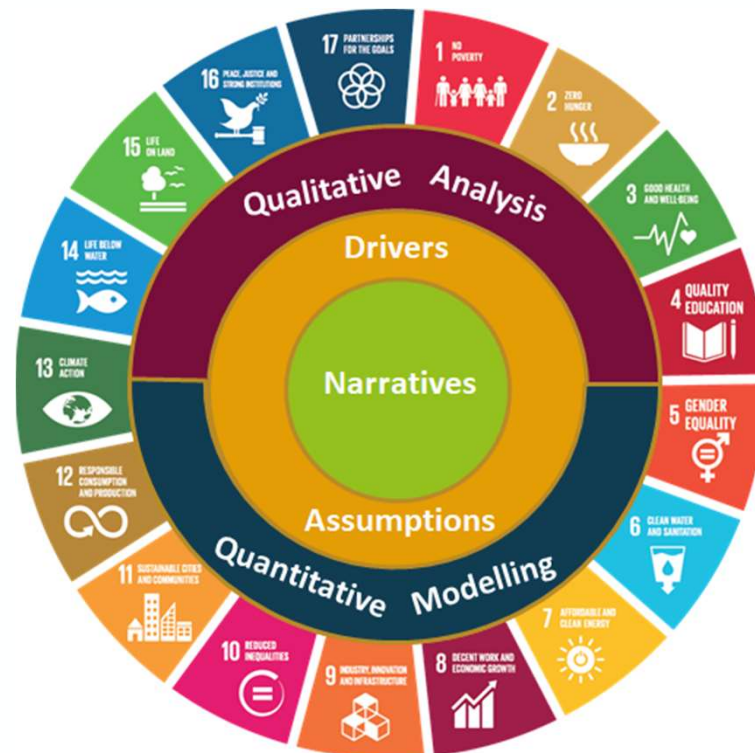 17 PARTNERSHIPS
FOR THE GOALS
1 NO
POVERTY
2 ZERO
HUNGER
3 GOOD HEALTH
AND WELL-BEING
4 QUALITY
EDUCATION
5 GENDER
EQUALITY
6 CLEAN WATER
AND SANITATION
7 AFFORDABLE AND
CLEAN ENERGY
8 DECENT WORK AND
ECONOMIC GROWTH
9 INDUSTRY, INNOVATION
AND INFRASTRUCTURE
10 REDUCED
INEQUALITIES
11 SUSTAINABLE CITIES
AND COMMUNITIES
12 RESPONSIBLE
CONSUMPTION
AND PRODUCTION
13 CLIMATE
ACTION
14 LIFE BELOW
WATER
15 LIFE
ON LAND
16 PEACE, JUSTICE AND
STRONG INSTITUTIONS
Qualitative Analysis
Drivers
Narratives
Assumptions
Quantitative Modelling